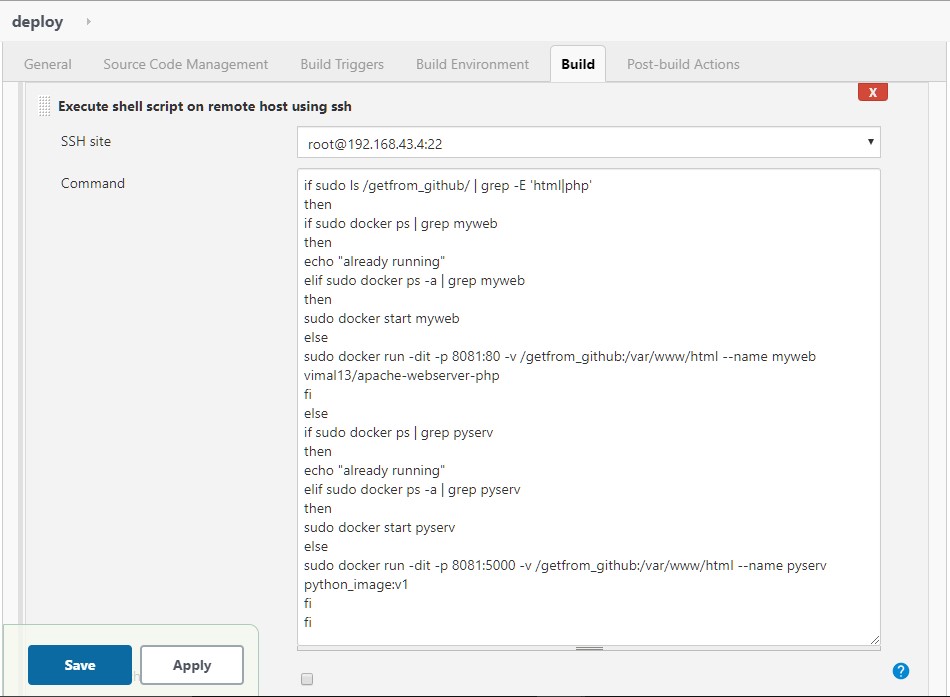 deploy
General Source Code Management Build Triggers Build Environment Build Post-build Actions
Execute shell script on remote host using ssh
X
SSH site
root@192.168.43.4:22
Command
if sudo ls /getfrom_github/ | grep -E 'html|php'
then
if sudo docker ps | grep myweb
then
echo "already running"
elif sudo docker ps -a | grep myweb
then
sudo docker start myweb
else
sudo docker run -dit -p 8081:80 -v /getfrom_github:/var/www/html --name myweb
vimal13/apache-webserver-php
fi
else
if sudo docker ps | grep pyserv
then
echo "already running"
elif sudo docker ps -a | grep pyserv
then
sudo docker start pyserv
else
sudo docker run -dit -p 8081:5000 -v /getfrom_github:/var/www/html --name pyserv
python_image:v1
fi
fi
Save Apply
?